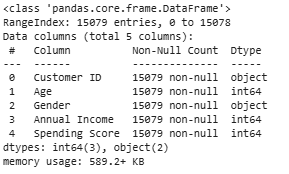 <class 'pandas.core.frame.DataFrame'>
RangeIndex: 15079 entries, 0 to 15078
Data columns (total 5 columns):
 #   Column          Non-Null Count  Dtype
---  ------          --------------  -----
 0   Customer ID     15079 non-null  object
 1   Age             15079 non-null  int64
 2   Gender          15079 non-null  object
 3   Annual Income   15079 non-null  int64
 4   Spending Score  15079 non-null  int64
dtypes: int64(3), object(2)
memory usage: 589.2+ KB